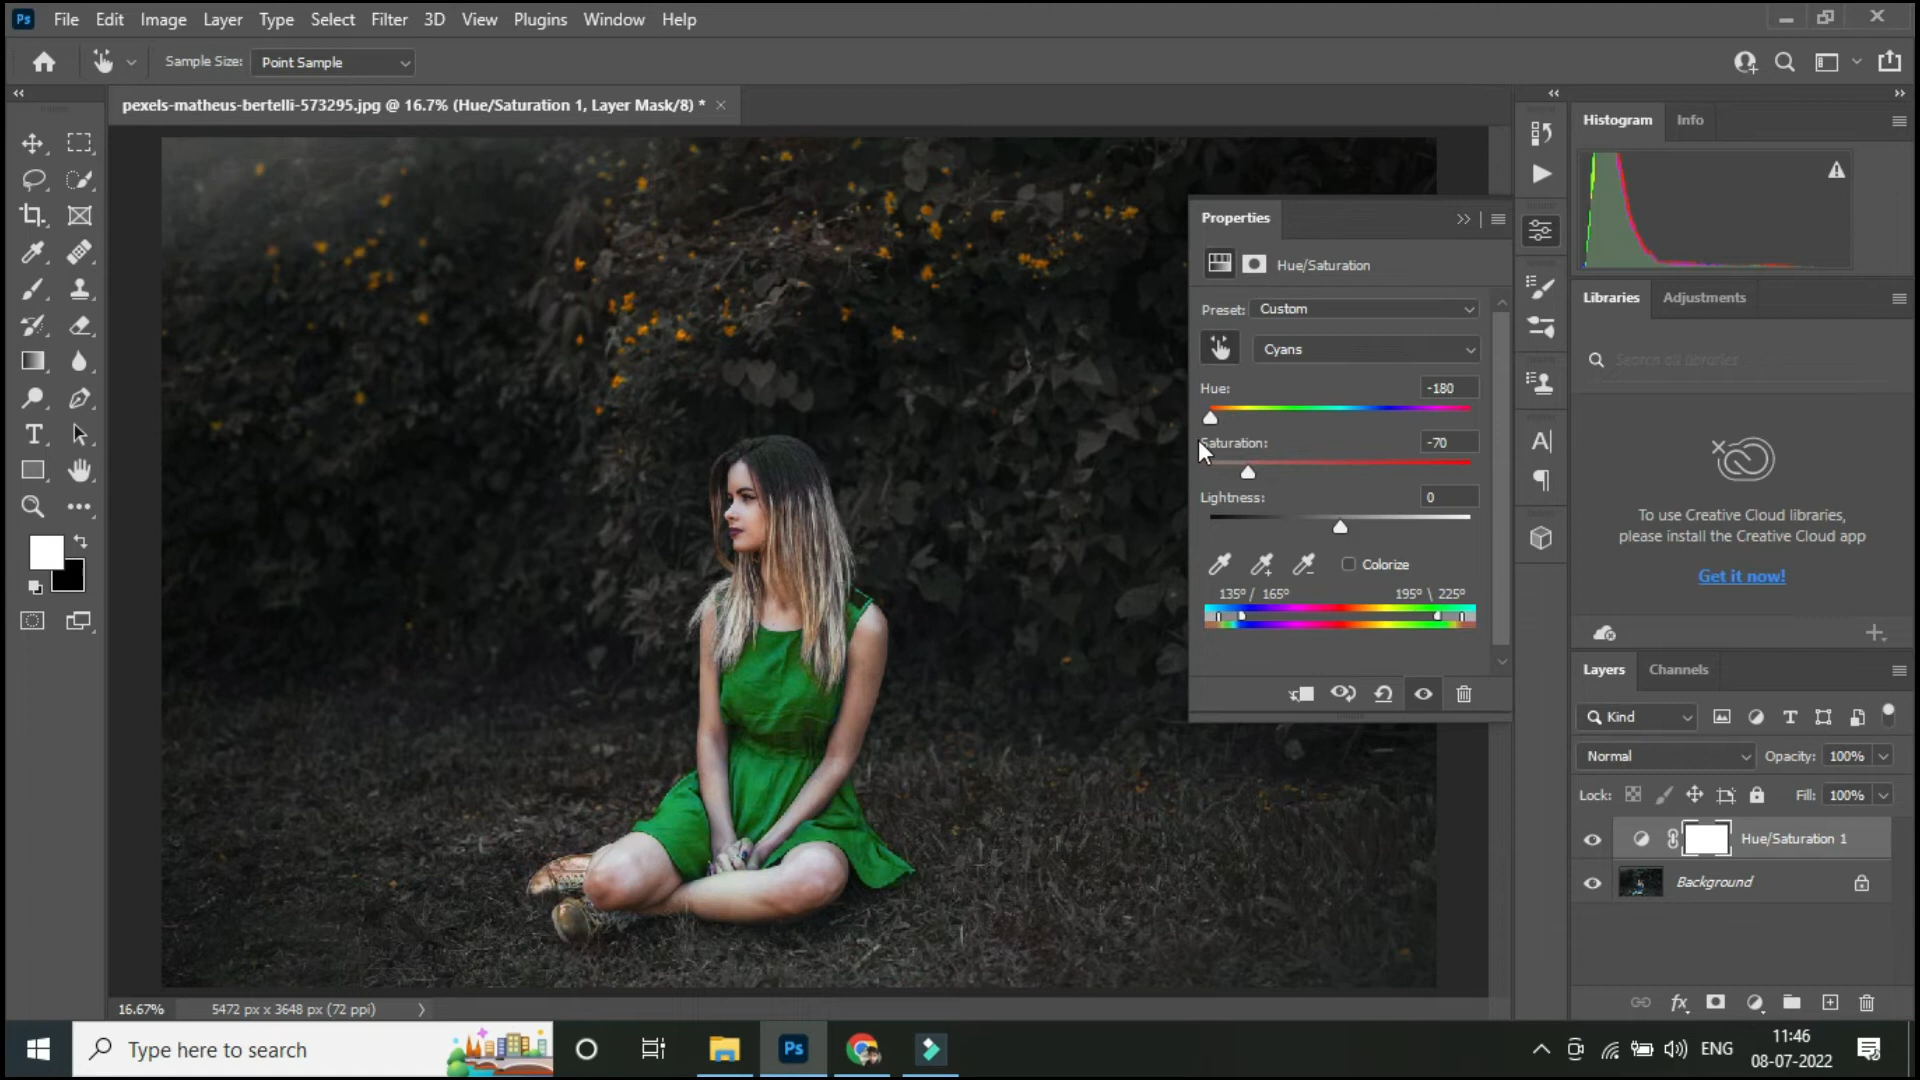 Ps File Edit Image Layer Type Select Filter 3D View Plugins Window Help
Sample Size: Point Sample
pexels-matheus-bertelli-573295.jpg @ 16.7% (Hue/Saturation 1, Layer Mask/8) *
Histogram Info
Properties
Hue/Saturation
Preset: Custom
Cyans
Hue: -180
Saturation: -70
Lightness: 0
Colorize
135° / 165° 195° \ 225°
Libraries Adjustments
Search all libraries
To use Creative Cloud libraries,
please install the Creative Cloud app
Get it now!
Layers Channels
Kind
Normal Opacity: 100%
Lock: Fill: 100%
Hue/Saturation 1
Background
16.67% 5472 px x 3648 px (72 ppi)
Type here to search
Ps
ENG
11:46
08-07-2022